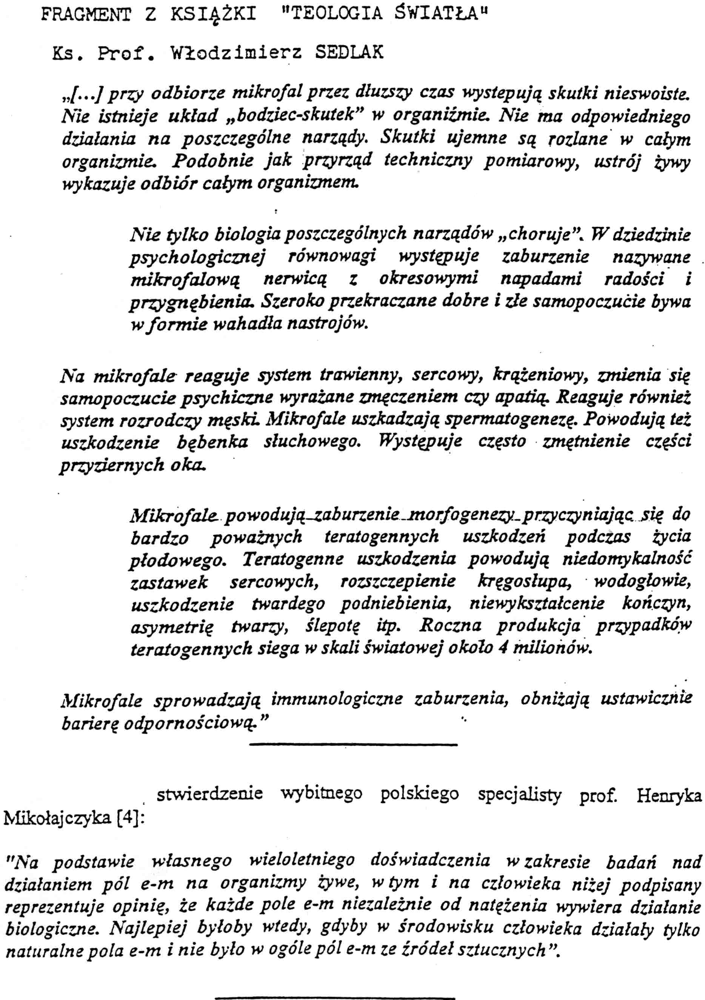 FRAGMENT Z KSIĄŻKI "TEOLOGIA ŚWIATŁA"
Ks. Prof. Włodzimierz SEDLAK
„[...] przy odbiorze mikrofal przez dłuzszy czas wystepują skutki nieswoiste.
Nie istnieje układ „bodziec-skutek” w organiźmie. Nie ma odpowiedniego
działania na poszczególne narządy. Skutki ujemne są rozlane w całym
organizmie. Podobnie jak przyrząd techniczny pomiarowy, ustrój żywy
wykazuje odbiór całym organizmem.
Nie tylko biologia poszczególnych narządów „choruje”. W dziedzinie
psychologicznej równowagi występuje zaburzenie nazywane
mikrofalową nerwicą z okresowymi napadami radości i
przygnębienia. Szeroko przekraczane dobre i złe samopoczucie bywa
w formie wahadła nastrojów.
Na mikrofale reaguje system trawienny, sercowy, krążeniowy, zmienia się
samopoczucie psychiczne wyrażane zmęczeniem czy apatią. Reaguje również
system rozrodczy męski. Mikrofale uszkadzają spermatogenezę. Powodują też
uszkodzenie bębenka słuchowego. Występuje często zmętnienie części
przyziernych oka.
Mikrofale powodują zaburzenie morfogenezy przyczyniając się do
bardzo poważnych teratogennych uszkodzeń podczas życia
płodowego. Teratogenne uszkodzenia powodują niedomykalność
zastawek sercowych, rozszczepienie kręgosłupa, wodogłowie,
uszkodzenie twardego podniebienia, niewykształcenie kończyn,
asymetrię twarzy, ślepotę itp. Roczna produkcja przypadków
teratogennych siega w skali światowej około 4 milionów.
Mikrofale sprowadzają immunologiczne zaburzenia, obniżają ustawicznie
barierę odpornościową.”
stwierdzenie wybitnego polskiego specjalisty prof. Henryka
Mikołajczyka [4]:
"Na podstawie własnego wieloletniego doświadczenia w zakresie badań nad
działaniem pól e-m na organizmy żywe, w tym i na człowieka niżej podpisany
reprezentuje opinię, że każde pole e-m niezależnie od natężenia wywiera działanie
biologiczne. Najlepiej byłoby wtedy, gdyby w środowisku człowieka działały tylko
naturalne pola e-m i nie było w ogóle pól e-m ze źródeł sztucznych”.